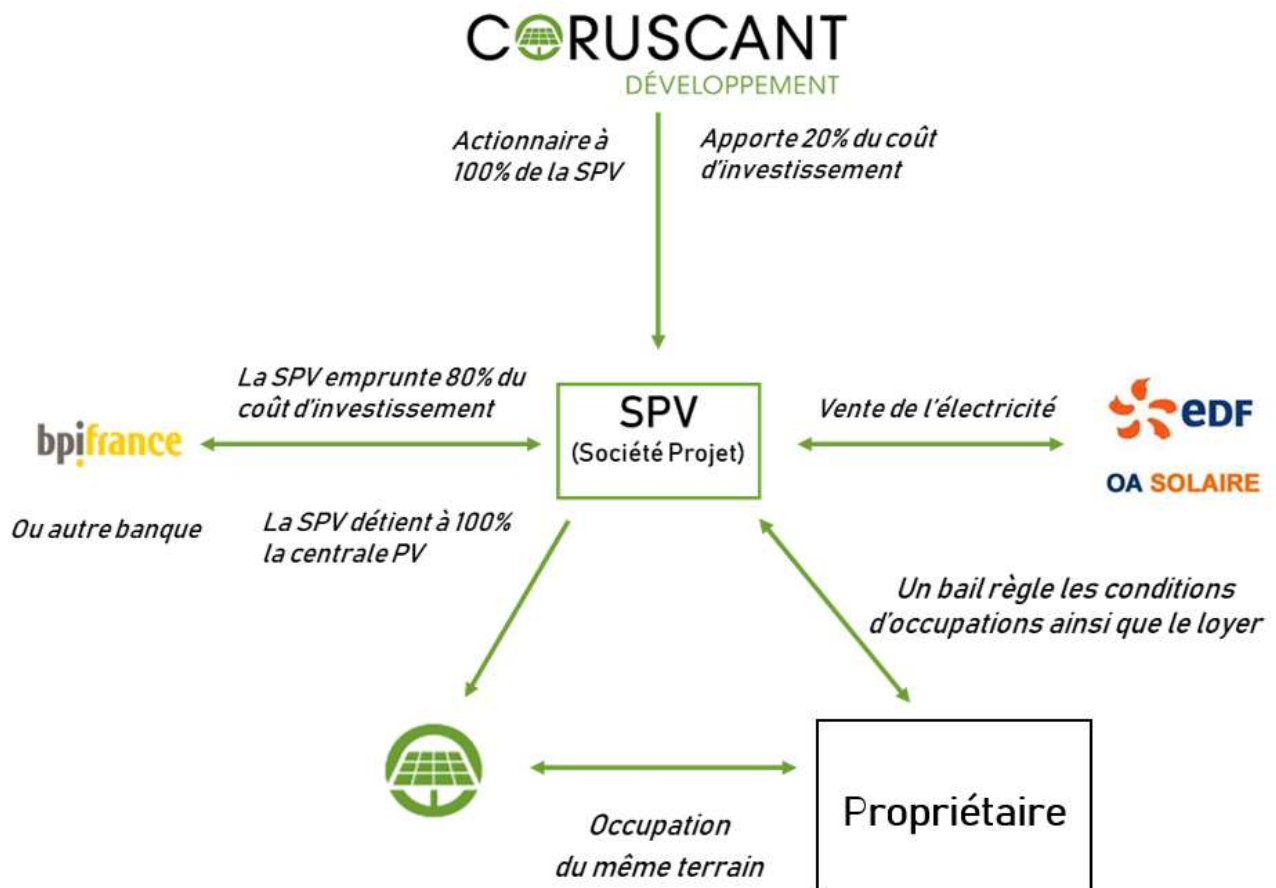 CORUSCANT
DÉVELOPPEMENT
Actionnaire à
100% de la SPV
Apporte 20% du coût
d'investissement
La SPV emprunte 80% du
coût d'investissement
SPV
(Société Projet)
Vente de l'électricité
edf
OA SOLAIRE
bpifrance
Ou autre banque
La SPV détient à 100%
la centrale PV
Un bail règle les conditions
d'occupations ainsi que le loyer
Propriétaire
Occupation
du même terrain